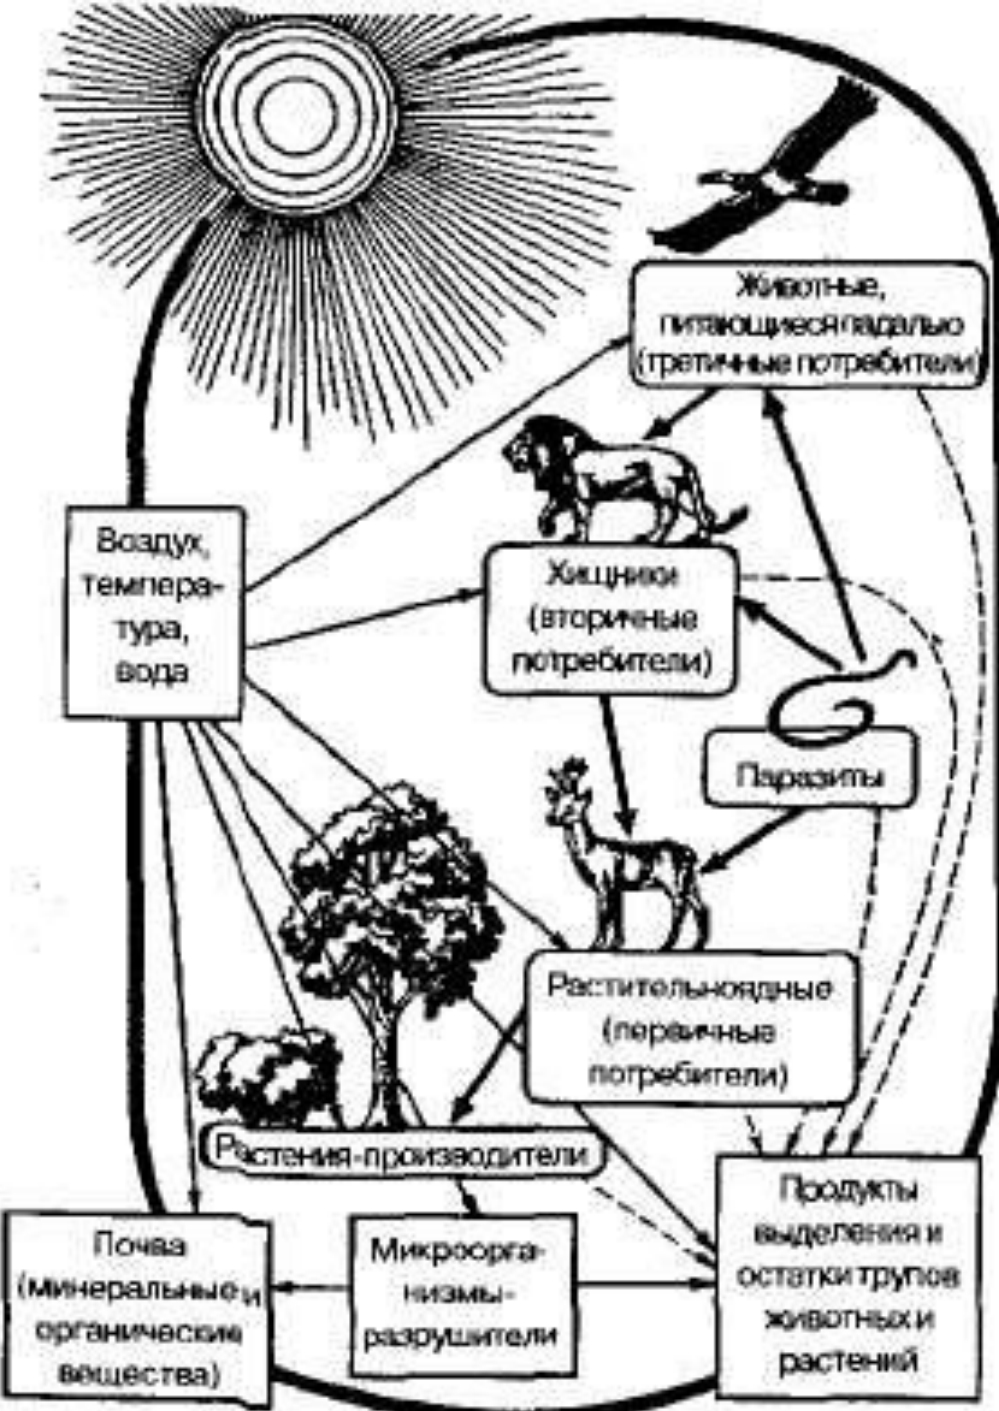 Животные,
питающиеся падалью
(третичные потребители)
Воздух,
темпера-
тура,
вода
Хищники
(вторичные
потребители)
Паразиты
Растительноядные
(первичные
потребители)
Растения-производители
Почва
(минеральные и
органические
вещества)
Микроорга-
низмы-
разрушители
Продукты
выделения и
остатки трупов
животных и
растений